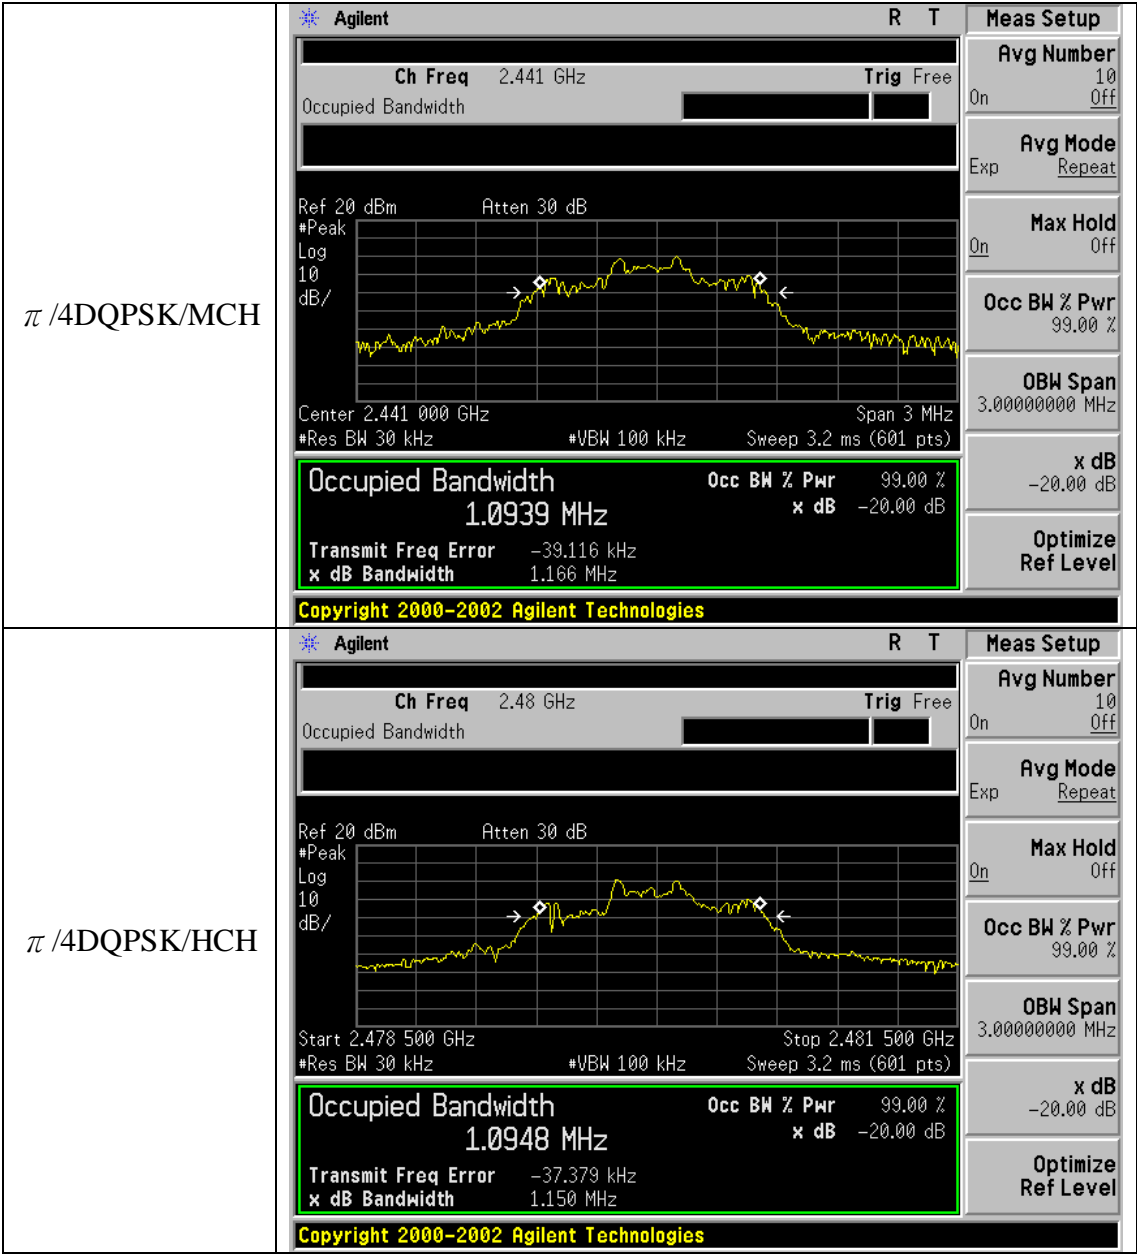 π/4DQPSK/MCH
Agilent R T
Ch Freq 2.441 GHz Trig Free
Occupied Bandwidth
Ref 20 dBm Atten 30 dB
#Peak
Log
10
dB/
Center 2.441 000 GHz Span 3 MHz
#Res BW 30 kHz #VBW 100 kHz Sweep 3.2 ms (601 pts)
Occupied Bandwidth Occ BW % Pwr 99.00 %
1.0939 MHz x dB -20.00 dB
Transmit Freq Error -39.116 kHz
x dB Bandwidth 1.166 MHz
Copyright 2000-2002 Agilent Technologies
Meas Setup
Avg Number
10
On Off
Avg Mode
Exp Repeat
Max Hold
On Off
Occ BW % Pwr
99.00 %
OBW Span
3.00000000 MHz
x dB
-20.00 dB
Optimize
Ref Level
π/4DQPSK/HCH
Agilent R T
Ch Freq 2.48 GHz Trig Free
Occupied Bandwidth
Ref 20 dBm Atten 30 dB
#Peak
Log
10
dB/
Start 2.478 500 GHz Stop 2.481 500 GHz
#Res BW 30 kHz #VBW 100 kHz Sweep 3.2 ms (601 pts)
Occupied Bandwidth Occ BW % Pwr 99.00 %
1.0948 MHz x dB -20.00 dB
Transmit Freq Error -37.379 kHz
x dB Bandwidth 1.150 MHz
Copyright 2000-2002 Agilent Technologies
Meas Setup
Avg Number
10
On Off
Avg Mode
Exp Repeat
Max Hold
On Off
Occ BW % Pwr
99.00 %
OBW Span
3.00000000 MHz
x dB
-20.00 dB
Optimize
Ref Level